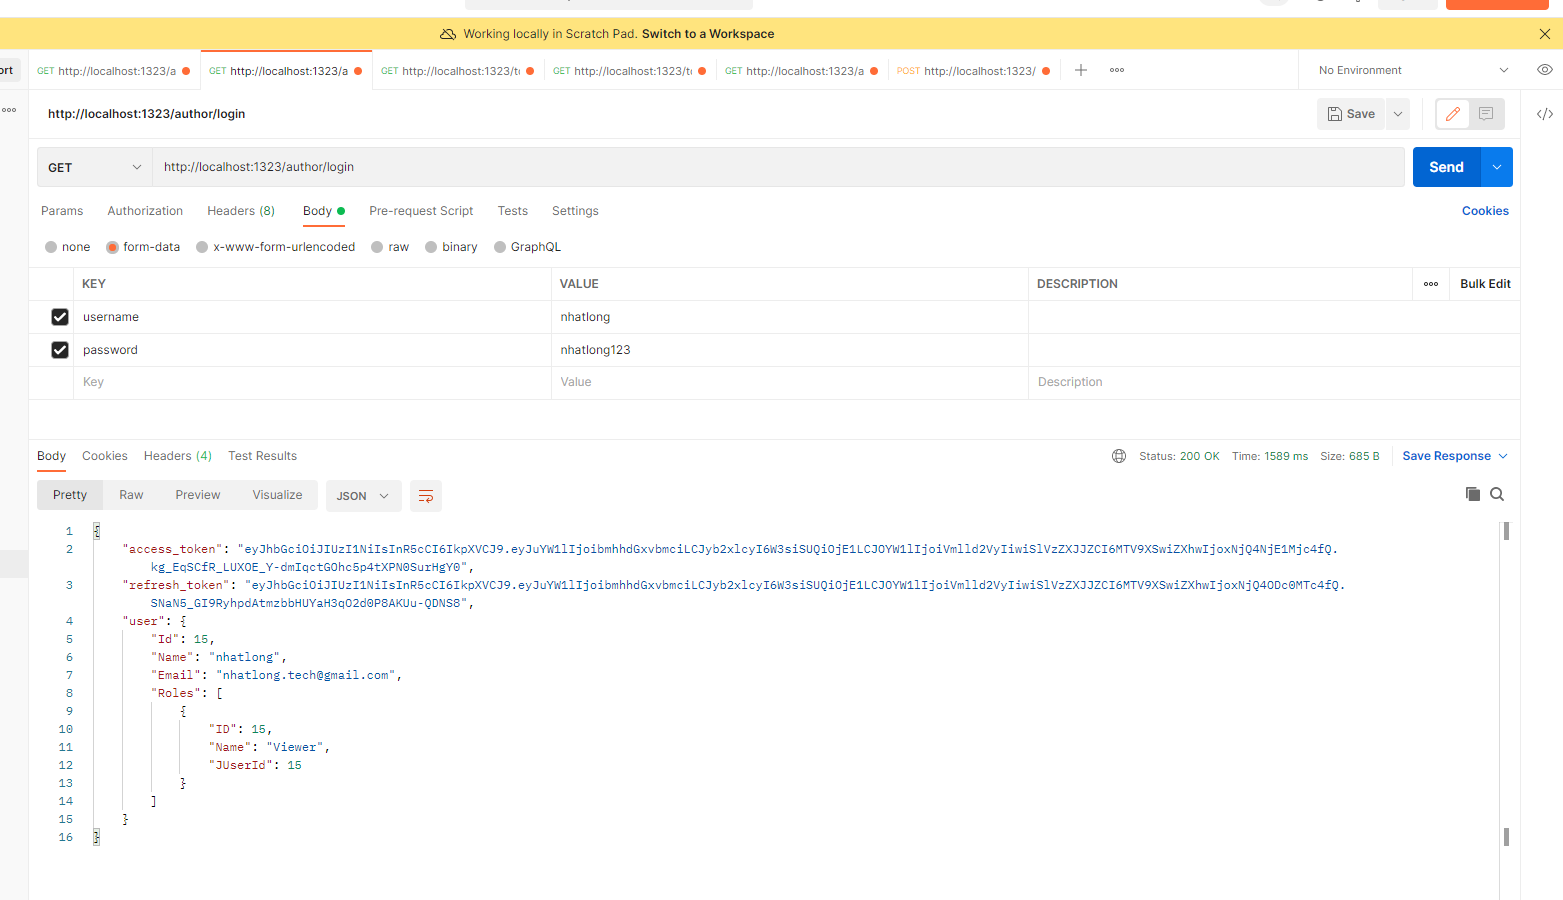 Working locally in Scratch Pad. Switch to a Workspace
ort
GET http://localhost:1323/a
GET http://localhost:1323/a
GET http://localhost:1323/t
GET http://localhost:1323/t
GET http://localhost:1323/a
POST http://localhost:1323/
No Environment
http://localhost:1323/author/login
Save
GET
http://localhost:1323/author/login
Send
Params Authorization Headers (8) Body Pre-request Script Tests Settings Cookies
none form-data x-www-form-urlencoded raw binary GraphQL
KEY VALUE DESCRIPTION Bulk Edit
username nhatlong
password nhatlong123
Key Value Description
Body Cookies Headers (4) Test Results Status: 200 OK Time: 1589 ms Size: 685 B Save Response
Pretty Raw Preview Visualize JSON
1 {
2 "access_token": "eyJhbGciOiJIUzI1NiIsInR5cCI6IkpXVCJ9.eyJuYW1lIjoibmhhdGxvbmciLCJyb2xlcyI6W3siSUQiOjE1LCJOYW1lIjoiVmlld2VyIiwiSlVzZXJJZCI6MTV9XSwiZXhwIjoxNjQ4NjE1Mjc4fQ.
kg_EqSCfR_LUXOE_Y-dmIqctGOhc5p4tXPN0SurHgY0",
3 "refresh_token": "eyJhbGciOiJIUzI1NiIsInR5cCI6IkpXVCJ9.eyJuYW1lIjoibmhhdGxvbmciLCJyb2xlcyI6W3siSUQiOjE1LCJOYW1lIjoiVmlld2VyIiwiSlVzZXJJZCI6MTV9XSwiZXhwIjoxNjQ4ODc0MTc4fQ.
SNaN5_GI9RyhpdAtmzbbHUYaH3qO2d0P8AKUu-QDNS8",
4 "user": {
5 "Id": 15,
6 "Name": "nhatlong",
7 "Email": "nhatlong.tech@gmail.com",
8 "Roles": [
9 {
10 "ID": 15,
11 "Name": "Viewer",
12 "JUserId": 15
13 }
14 ]
15 }
16 }